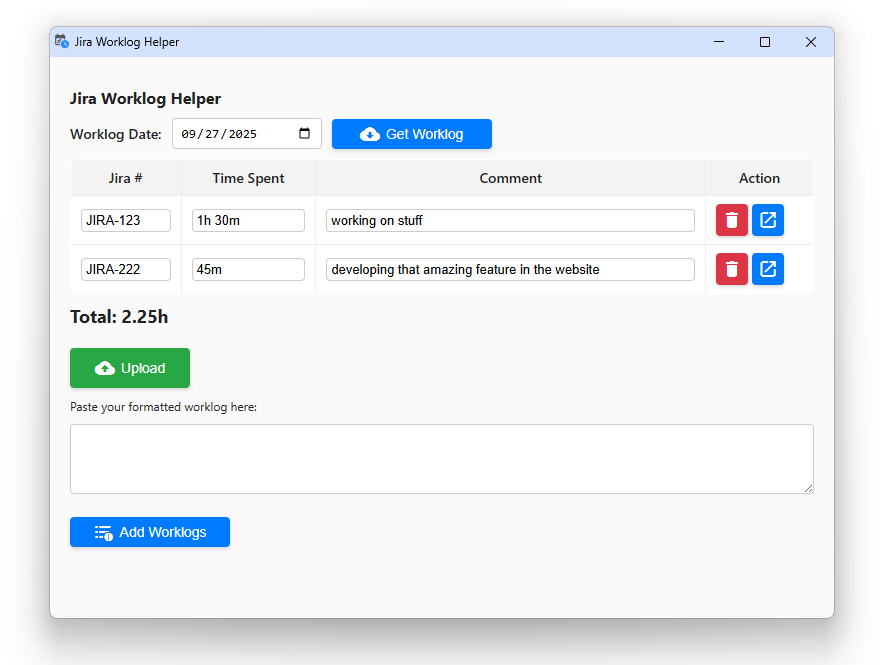 Jira Worklog Helper
Jira Worklog Helper
Worklog Date: 09/27/2025 Get Worklog
Jira # Time Spent Comment Action
JIRA-123 1h 30m working on stuff
JIRA-222 45m developing that amazing feature in the website
Total: 2.25h
Upload
Paste your formatted worklog here:
Add Worklogs